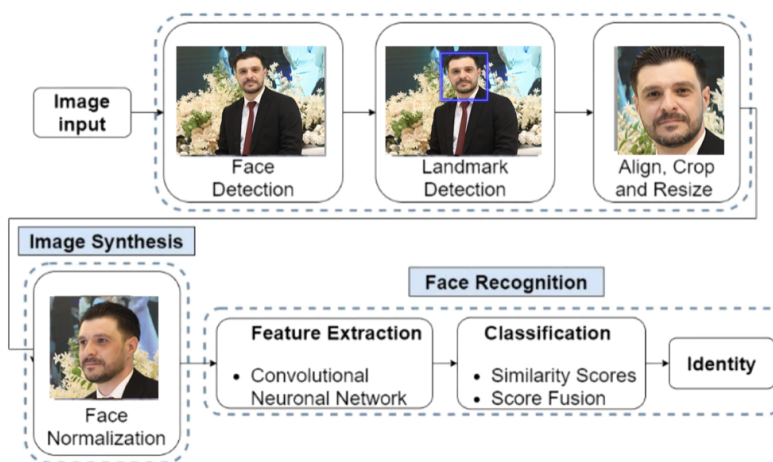 Image
input
Face
Detection
Landmark
Detection
Align, Crop
and Resize
Image Synthesis
Face
Normalization
Face Recognition
Feature Extraction
• Convolutional
Neuronal Network
Classification
• Similarity Scores
• Score Fusion
Identity